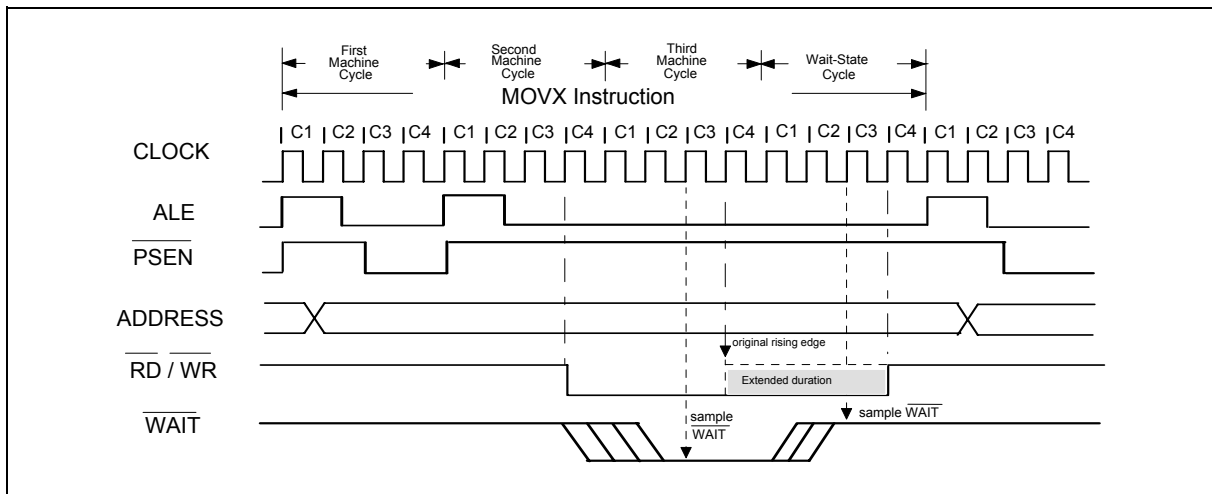 First
Machine
Cycle
Second
Machine
Cycle
Third
Machine
Cycle
Wait-State
Cycle
MOVX Instruction
C1 C2 C3 C4 C1 C2 C3 C4 C1 C2 C3 C4 C1 C2 C3 C4 C1 C2 C3 C4
CLOCK
ALE
PSEN
ADDRESS
original rising edge
RD / WR
Extended duration
WAIT
sample
WAIT
sample WAIT